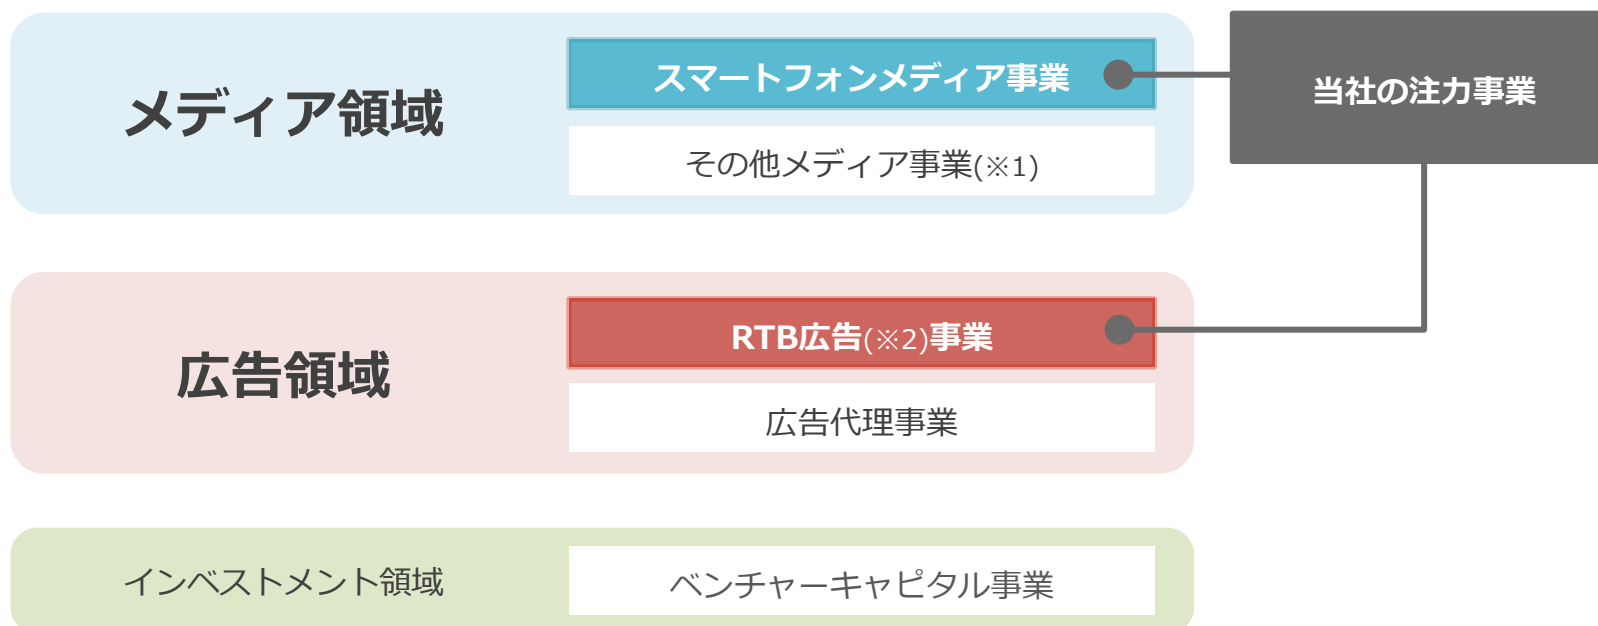 メディア領域
スマートフォンメディア事業
その他メディア事業(※1)
当社の注力事業
広告領域
RTB広告(※2)事業
広告代理事業
インベストメント領域
ベンチャーキャピタル事業